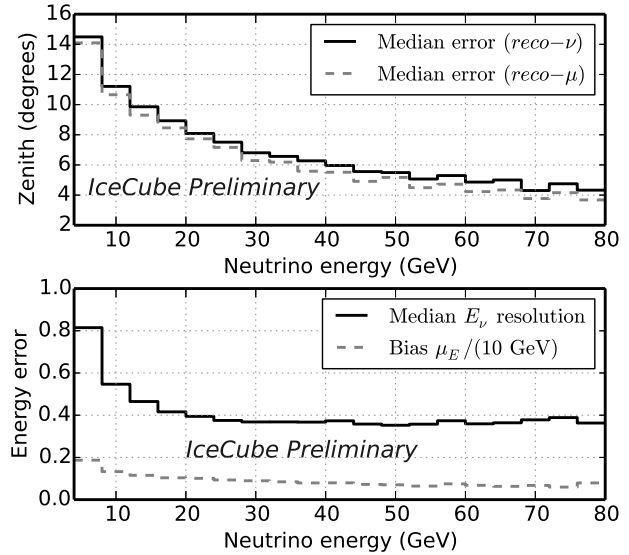 16
14
12
10
8
6
4
2
Zenith (degrees)
Median error (reco−ν)
Median error (reco−μ)
IceCube Preliminary
10 20 30 40 50 60 70 80
Neutrino energy (GeV)
1.0
0.8
0.6
0.4
0.2
0.0
Energy error
Median E_ν resolution
Bias μ_E/(10 GeV)
IceCube Preliminary
10 20 30 40 50 60 70 80
Neutrino energy (GeV)